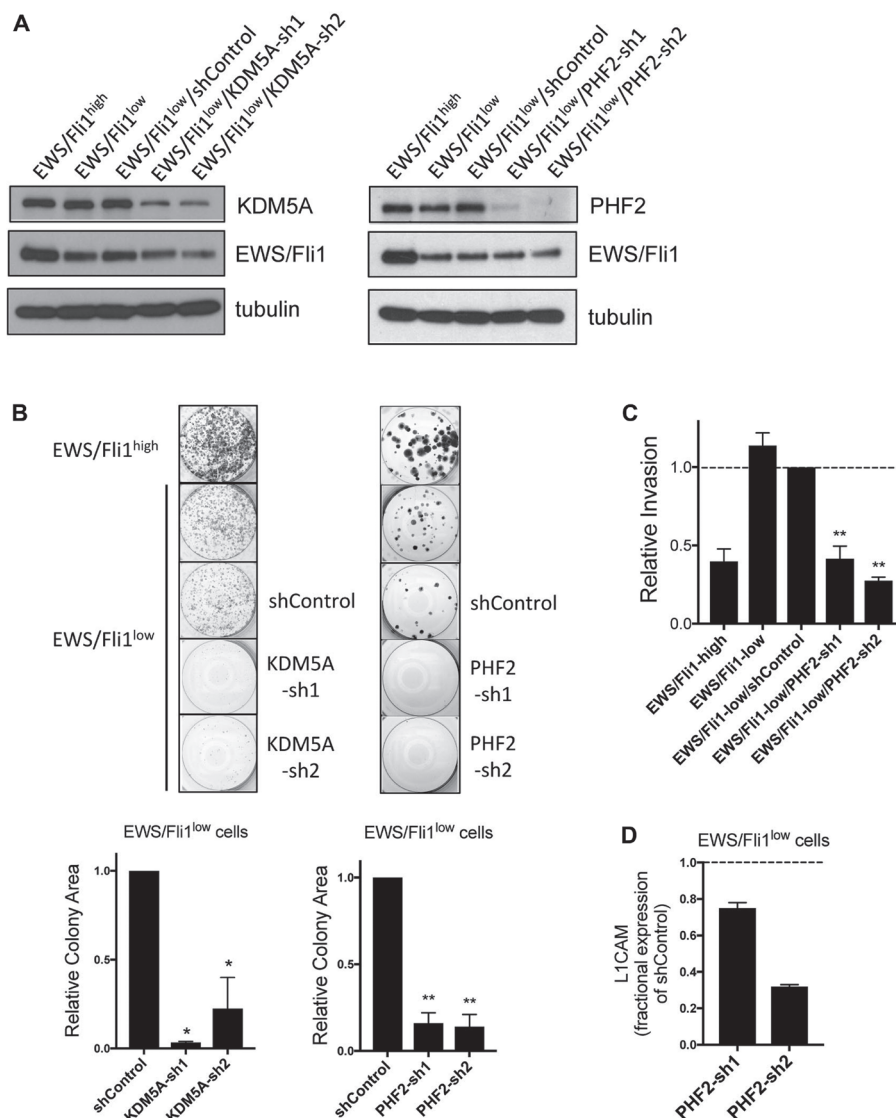 A
EWS/Fli1high
EWS/Fli1low
EWS/Fli1low/shControl
EWS/Fli1low/KDM5A-sh1
EWS/Fli1low/KDM5A-sh2
KDM5A
EWS/Fli1
tubulin
EWS/Fli1high
EWS/Fli1low
EWS/Fli1low/shControl
EWS/Fli1low/PHF2-sh1
EWS/Fli1low/PHF2-sh2
PHF2
EWS/Fli1
tubulin
B
EWS/Fli1high
EWS/Fli1low
shControl
KDM5A
-sh1
KDM5A
-sh2
shControl
PHF2
-sh1
PHF2
-sh2
EWS/Fli1low cells
Relative Colony Area
1.0
0.5
0.0
*
*
shControl
KDM5A-sh1
KDM5A-sh2
EWS/Fli1low cells
Relative Colony Area
1.0
0.5
0.0
**
**
shControl
PHF2-sh1
PHF2-sh2
C
Relative Invasion
1.0
0.5
0.0
**
**
EWS/Fli1-high
EWS/Fli1-low
EWS/Fli1-low/shControl
EWS/Fli1-low/PHF2-sh1
EWS/Fli1-low/PHF2-sh2
D
EWS/Fli1low cells
L1CAM
(fractional expression
of shControl)
1.0
0.8
0.6
0.4
0.2
0.0
PHF2-sh1
PHF2-sh2